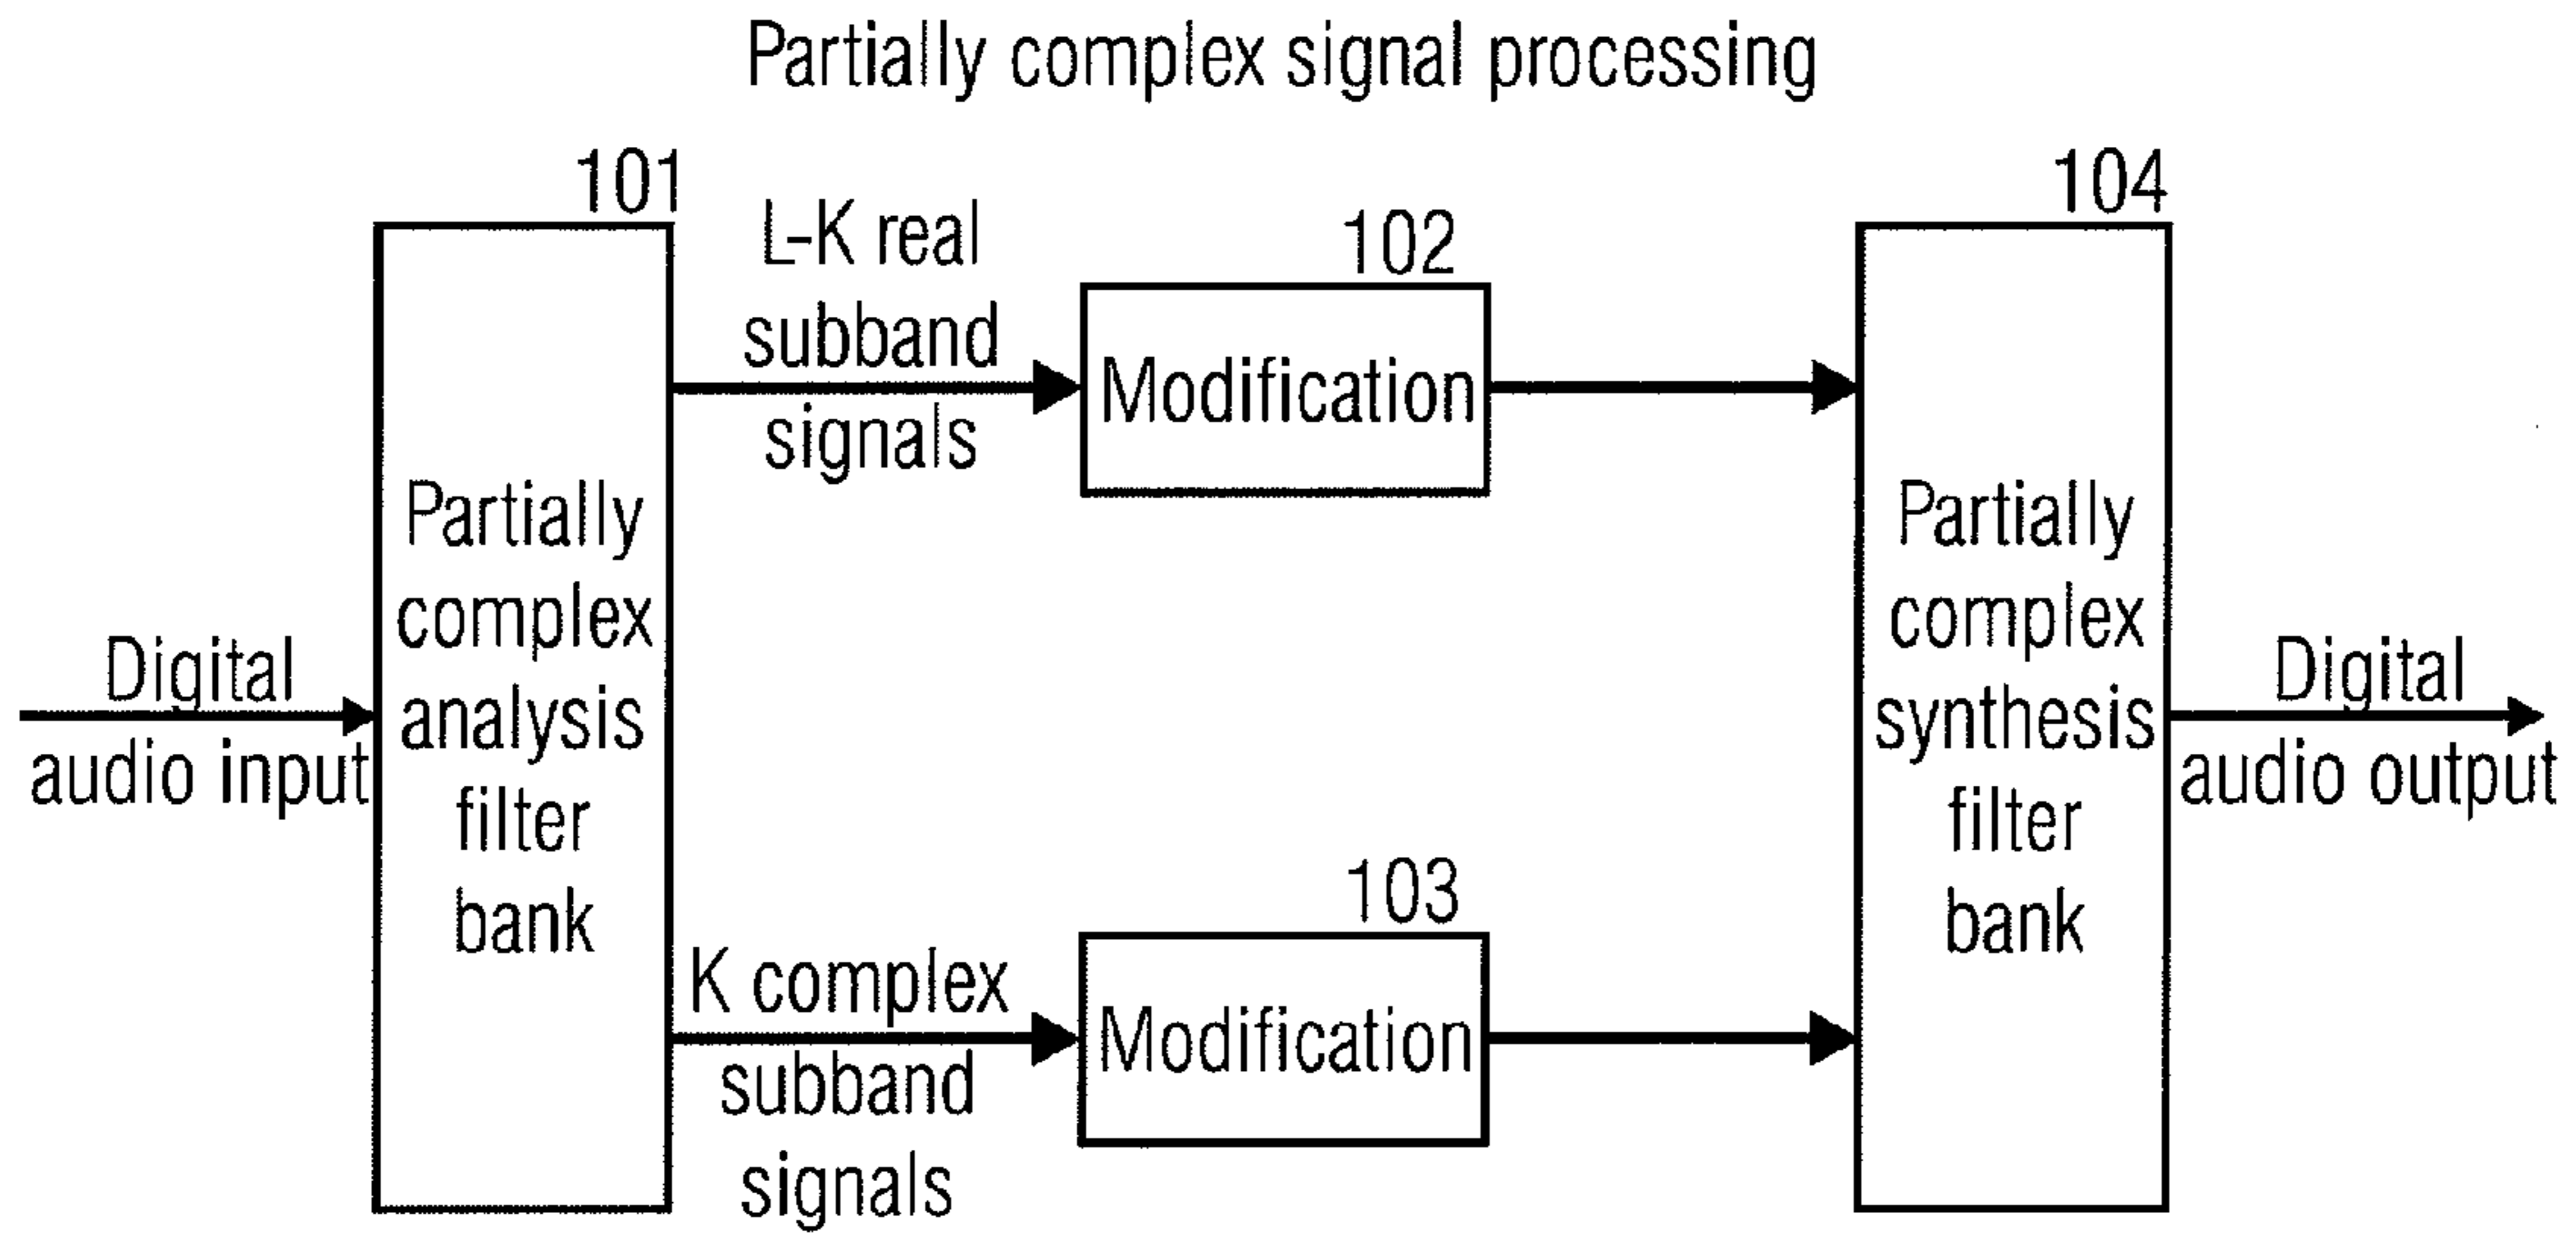 Partially complex signal processing
101
L-K real
subband
signals
102
Modification
104
Partially
complex
analysis
filter
bank
Digital
audio input
K complex
subband
signals
103
Modification
Partially
complex
synthesis
filter
bank
Digital
audio output